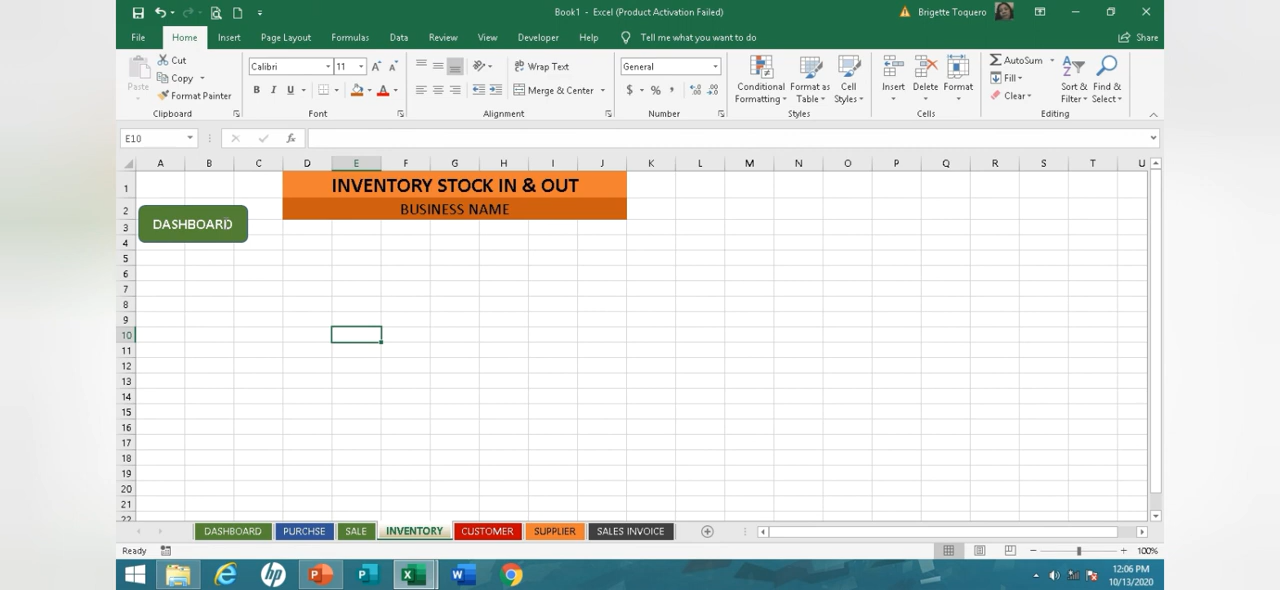 Book1 - Excel (Product Activation Failed)
Brigette Toquero
File Home Insert Page Layout Formulas Data Review View Developer Help Tell me what you want to do Share
Paste
Cut
Copy
Format Painter
Clipboard
Calibri 11
B I U
Font
Wrap Text
Merge & Center
Alignment
General
$ % ,
Number
Conditional Formatting
Format as Table
Cell Styles
Styles
Insert Delete Format
Cells
AutoSum
Fill
Clear
Sort & Filter
Find & Select
Editing
E10 fx
A B C D E F G H I J K L M N O P Q R S T U
1 INVENTORY STOCK IN & OUT
2 BUSINESS NAME
DASHBOARD
3
4
5
6
7
8
9
10
11
12
13
14
15
16
17
18
19
20
21
22
DASHBOARD PURCHSE SALE INVENTORY CUSTOMER SUPPLIER SALES INVOICE
Ready 100%
12:06 PM
10/13/2020